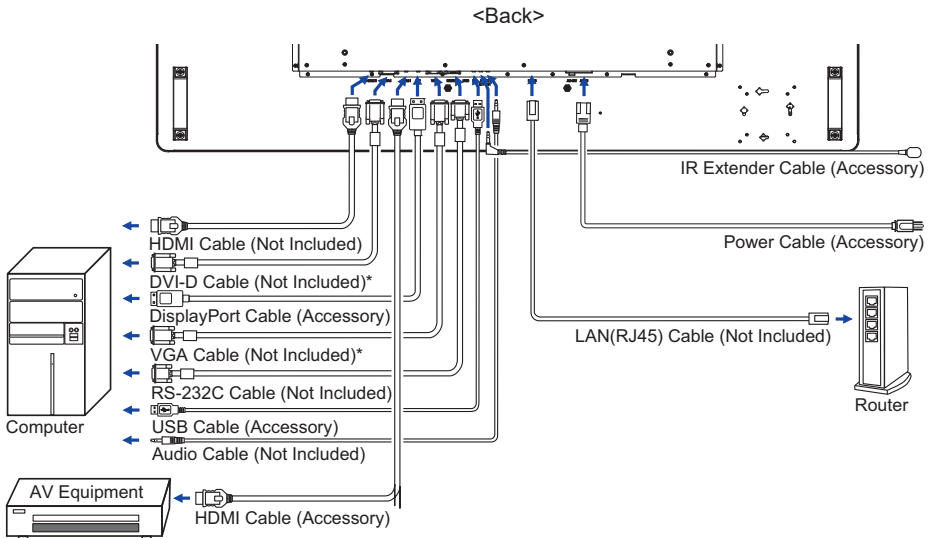 <Back>
IR Extender Cable (Accessory)
HDMI Cable (Not Included)
Power Cable (Accessory)
DVI-D Cable (Not Included)*
DisplayPort Cable (Accessory)
LAN(RJ45) Cable (Not Included)
VGA Cable (Not Included)*
RS-232C Cable (Not Included)
Router
Computer
USB Cable (Accessory)
Audio Cable (Not Included)
AV Equipment
HDMI Cable (Accessory)